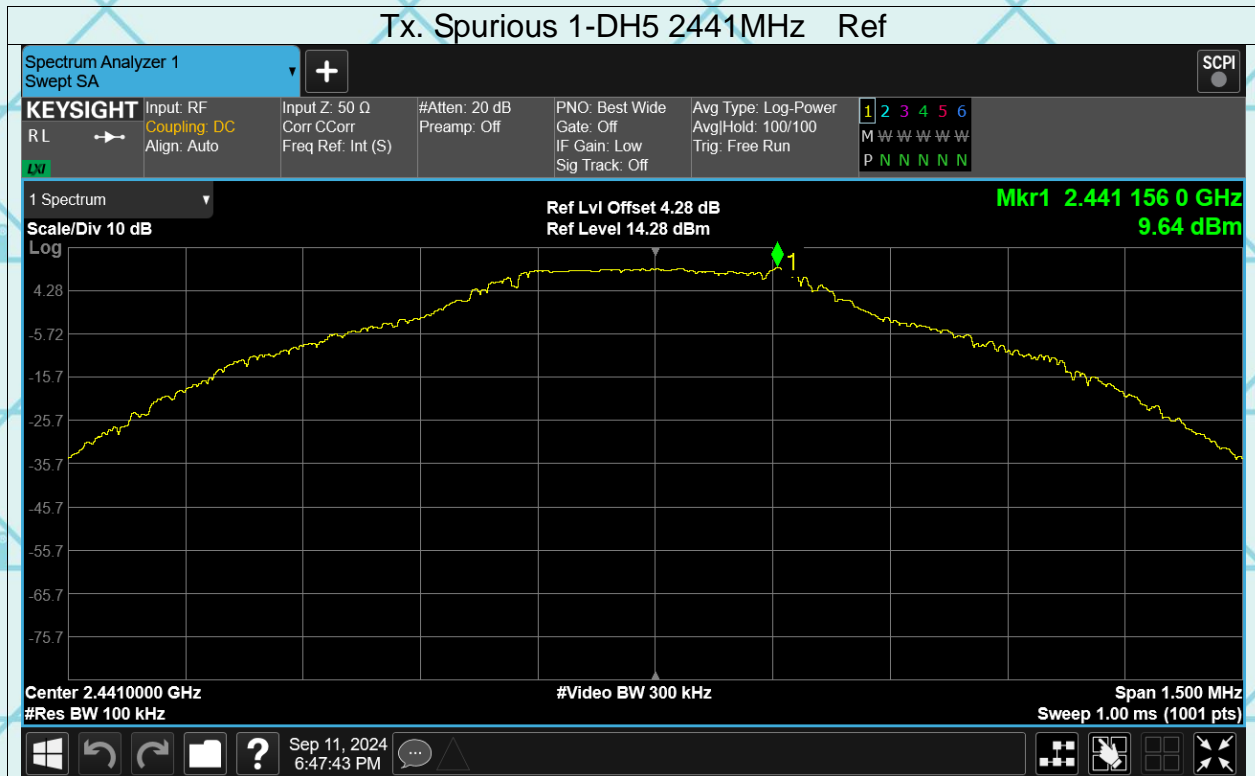 Tx. Spurious 1-DH5 2441MHz Ref
Spectrum Analyzer 1
Swept SA
+
SCPI
KEYSIGHT
RL
LXI
Input: RF
Coupling: DC
Align: Auto
Input Z: 50 Ω
Corr CCorr
Freq Ref: Int (S)
#Atten: 20 dB
Preamp: Off
PNO: Best Wide
Gate: Off
IF Gain: Low
Sig Track: Off
Avg Type: Log-Power
Avg|Hold: 100/100
Trig: Free Run
1 2 3 4 5 6
M W W W W W W
P N N N N N
1 Spectrum
Scale/Div 10 dB
Ref Lvl Offset 4.28 dB
Ref Level 14.28 dBm
Mkr1 2.441 156 0 GHz
9.64 dBm
Log
1
4.28
-5.72
-15.7
-25.7
-35.7
-45.7
-55.7
-65.7
-75.7
Center 2.4410000 GHz
#Res BW 100 kHz
#Video BW 300 kHz
Span 1.500 MHz
Sweep 1.00 ms (1001 pts)
?
Sep 11, 2024
6:47:43 PM